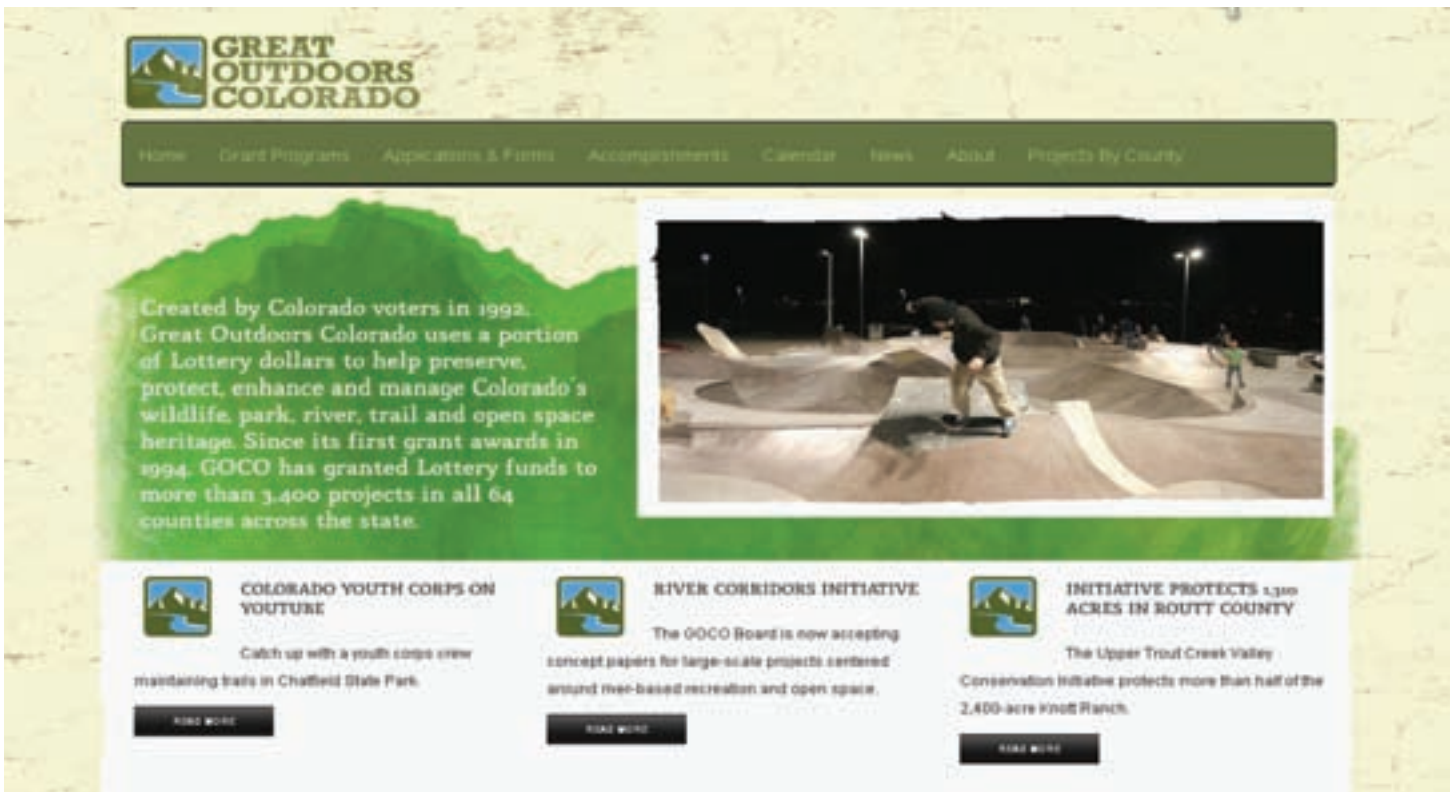 GREAT
OUTDOORS
COLORADO
Home Grant Programs Appications & Forms Accomplishments Calendar News About Projects By County
Created by Colorado voters in 1992,
Great Outdoors Colorado uses a portion
of Lottery dollars to help preserve,
protect, enhance and manage Colorado's
wildlife, park, river, trail and open space
heritage. Since its first grant awards in
1994, GOCO has granted Lottery funds to
more than 3,400 projects in all 64
counties across the state.
COLORADO YOUTH CORPS ON
YOUTUBE
Catch up with a youth corps crew
maintaining trails in Chatfield State Park.
READ MORE
RIVER CORRIDORS INITIATIVE
The GOCO Board is now accepting
concept papers for large-scale projects centered
around river-based recreation and open space.
READ MORE
INITIATIVE PROTECTS 1,310
ACRES IN ROUTT COUNTY
The Upper Trout Creek Valley
Conservation Initiative protects more than half of the
2,400-acre Knott Ranch.
READ MORE